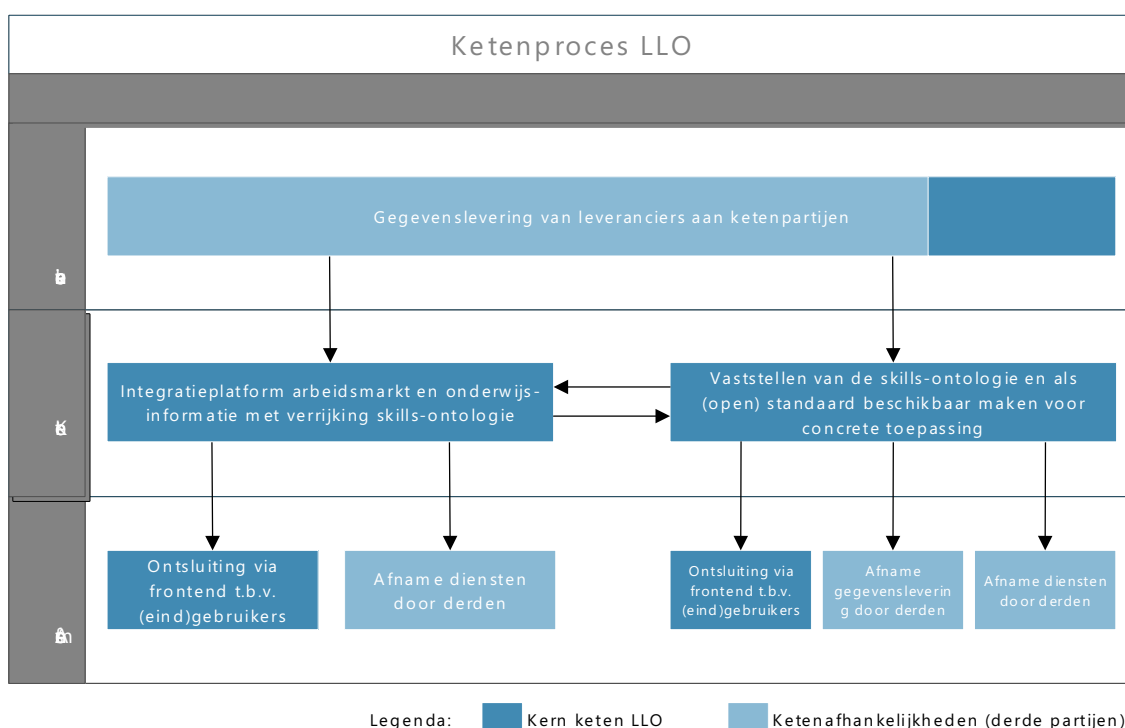 Ketenproces LLO
Gegevenslevering van leveranciers aan ketenpartijen
Integratieplatform arbeidsmarkt en onderwijs-
informatie met verrijking skills-ontologie
Vaststellen van de skills-ontologie en als
(open) standaard beschikbaar maken voor
concrete toepassing
Ontsluiting via
frontend t.b.v.
(eind)gebruikers
Afname diensten
door derden
Ontsluiting via
frontend t.b.v.
(eind)gebruikers
Afname
gegevensleverin
g door derden
Afname diensten
door derden
Legenda:
Kern keten LLO
Ketenafhankelijkheden (derde partijen)